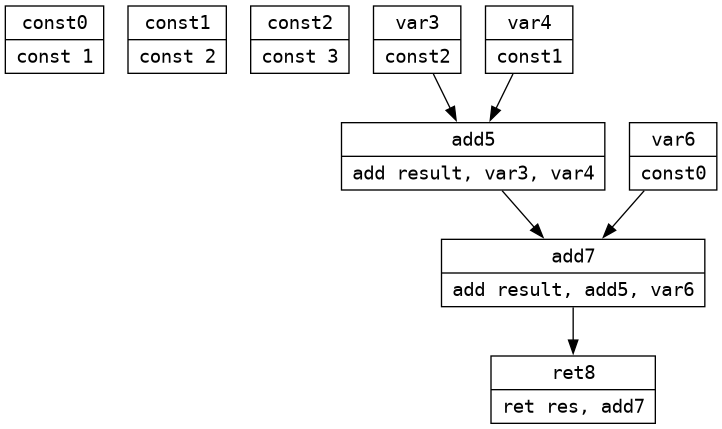 const0
const 1
const1
const 2
const2
const 3
var3
const2
var4
const1
add5
add result, var3, var4
var6
const0
add7
add result, add5, var6
ret8
ret res, add7